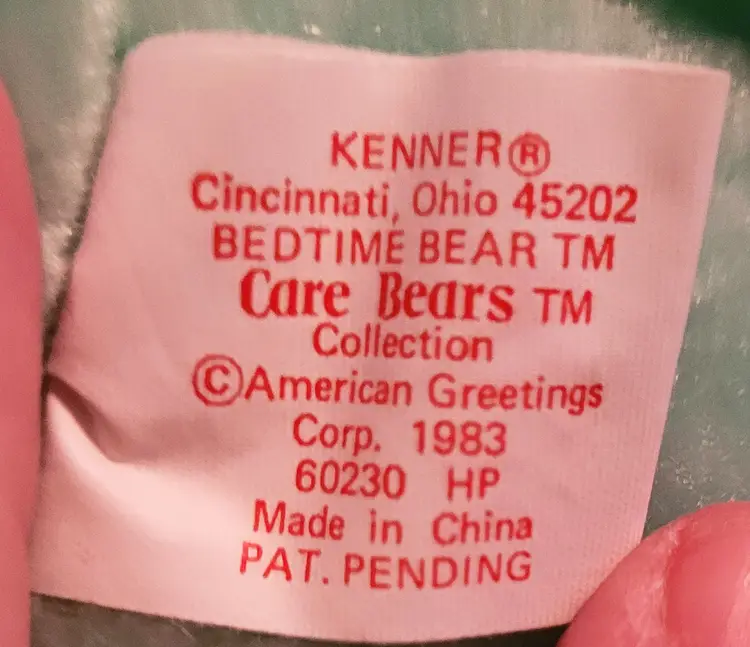 KENNER®
Cincinnati, Ohio 45202
BEDTIME BEAR TM
Care Bears TM
Collection
©American Greetings
Corp. 1983
60230 HP
Made in China
PAT. PENDING